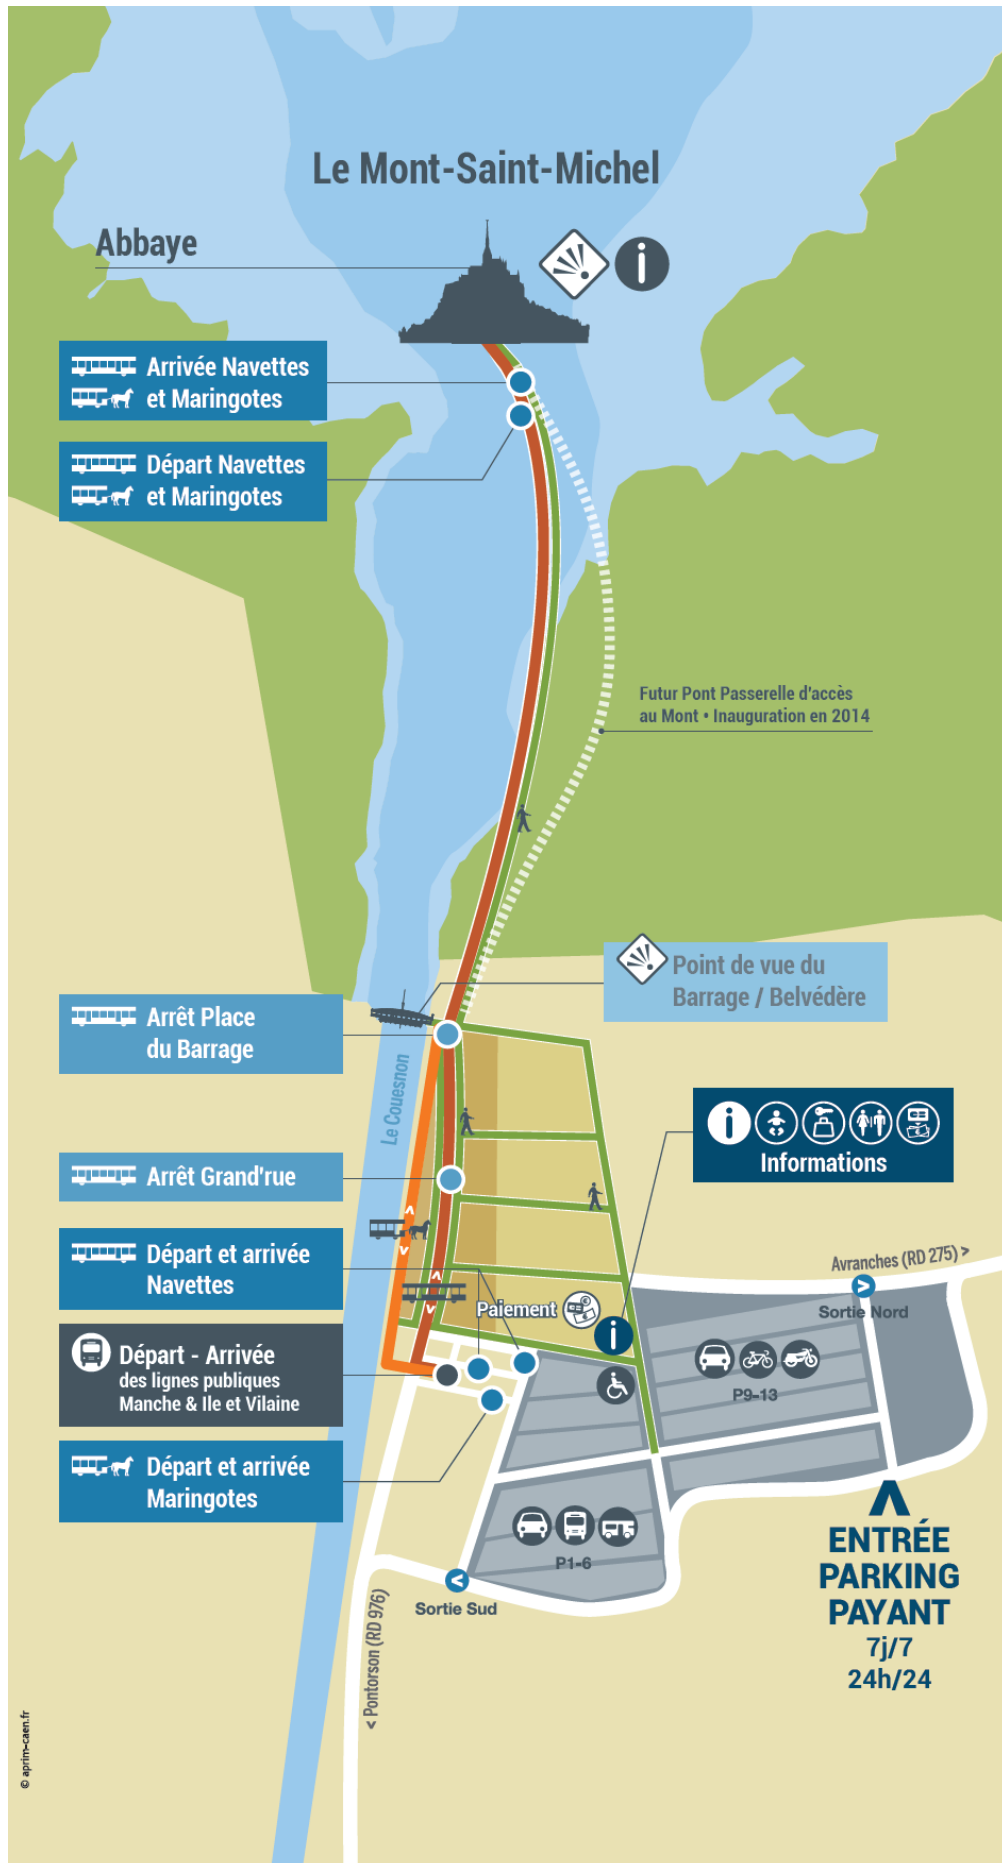 Le Mont-Saint-Michel
Abbaye
Arrivée Navettes
et Maringotes
Départ Navettes
et Maringotes
Futur Pont Passerelle d'accès
au Mont • Inauguration en 2014
Point de vue du
Barrage / Belvédère
Arrêt Place
du Barrage
Le Couesnon
Informations
Arrêt Grand'rue
Départ et arrivée
Navettes
Avranches (RD 275) >
Sortie Nord
Paiement
Départ - Arrivée
des lignes publiques
Manche & Ile et Vilaine
P9-13
Départ et arrivée
Maringotes
P1-6
Sortie Sud
< Pontorson (RD 976)
ENTRÉE
PARKING
PAYANT
7j/7
24h/24
© aprim-caen.fr